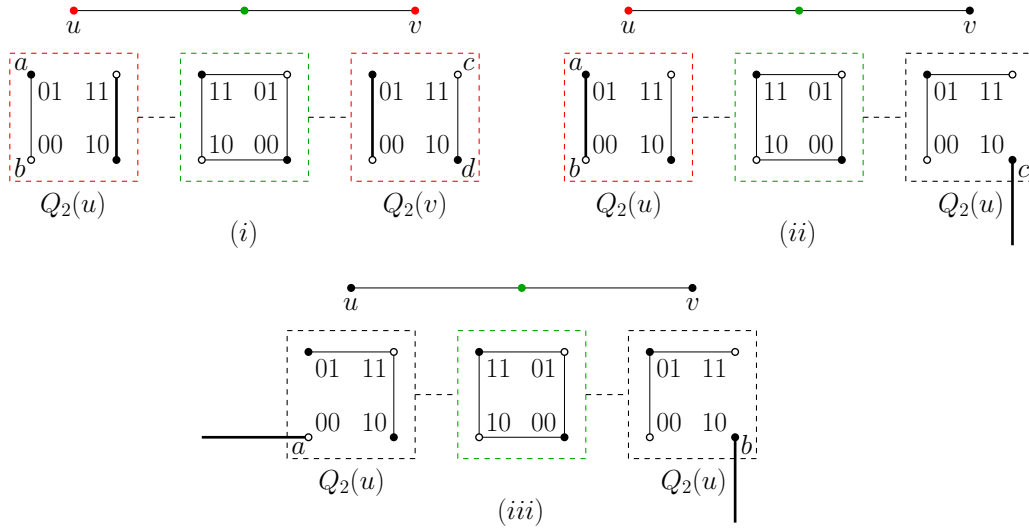 u v u v
a c a
01 11 11 01 01 11 01 11 11 01 01 11
00 10 10 00 00 10 00 10 10 00 00 10
b d b c
Q₂(u) Q₂(v) Q₂(u) Q₂(u)
(i) (ii)
u v
01 11 11 01 01 11
00 10 10 00 00 10
a b
Q₂(u) Q₂(u)
(iii)